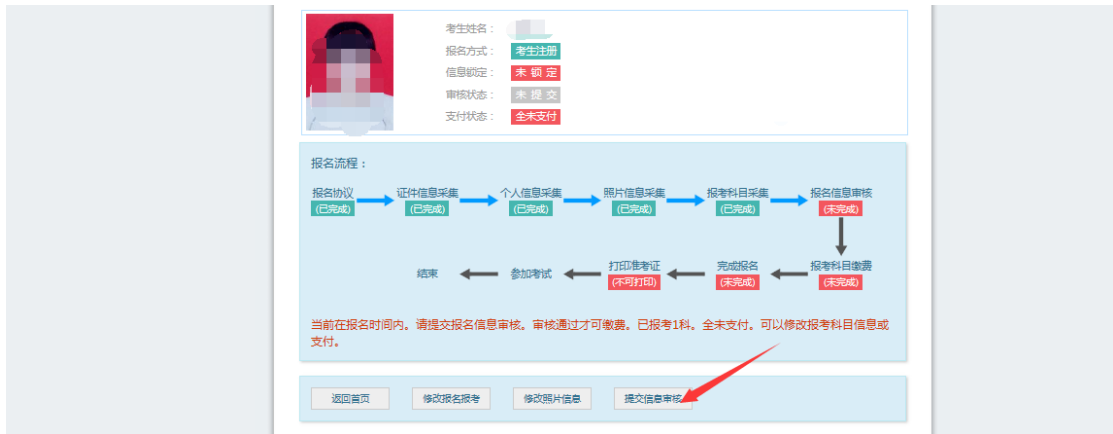 考生姓名：
报名方式： 考生注册
信息锁定： 未 锁 定
审核状态： 未 提 交
支付状态： 全未支付
报名流程：
报名协议 证件信息采集 个人信息采集 照片信息采集 报考科目采集 报名信息审核
(已完成) (已完成) (已完成) (已完成) (已完成) (未完成)
结束 参加考试 打印准考证 完成报名 报考科目缴费
(不可打印) (未完成) (未完成)
当前在报名时间内。请提交报名信息审核。审核通过才可缴费。已报考1科。全未支付。可以修改报考科目信息或
支付。
返回首页 修改报名报考 修改照片信息 提交信息审核